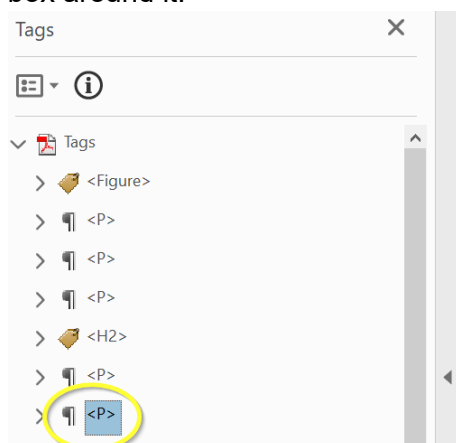 box around it.
Tags
Tags
<Figure>
<P>
<P>
<P>
<H2>
<P>
<P>